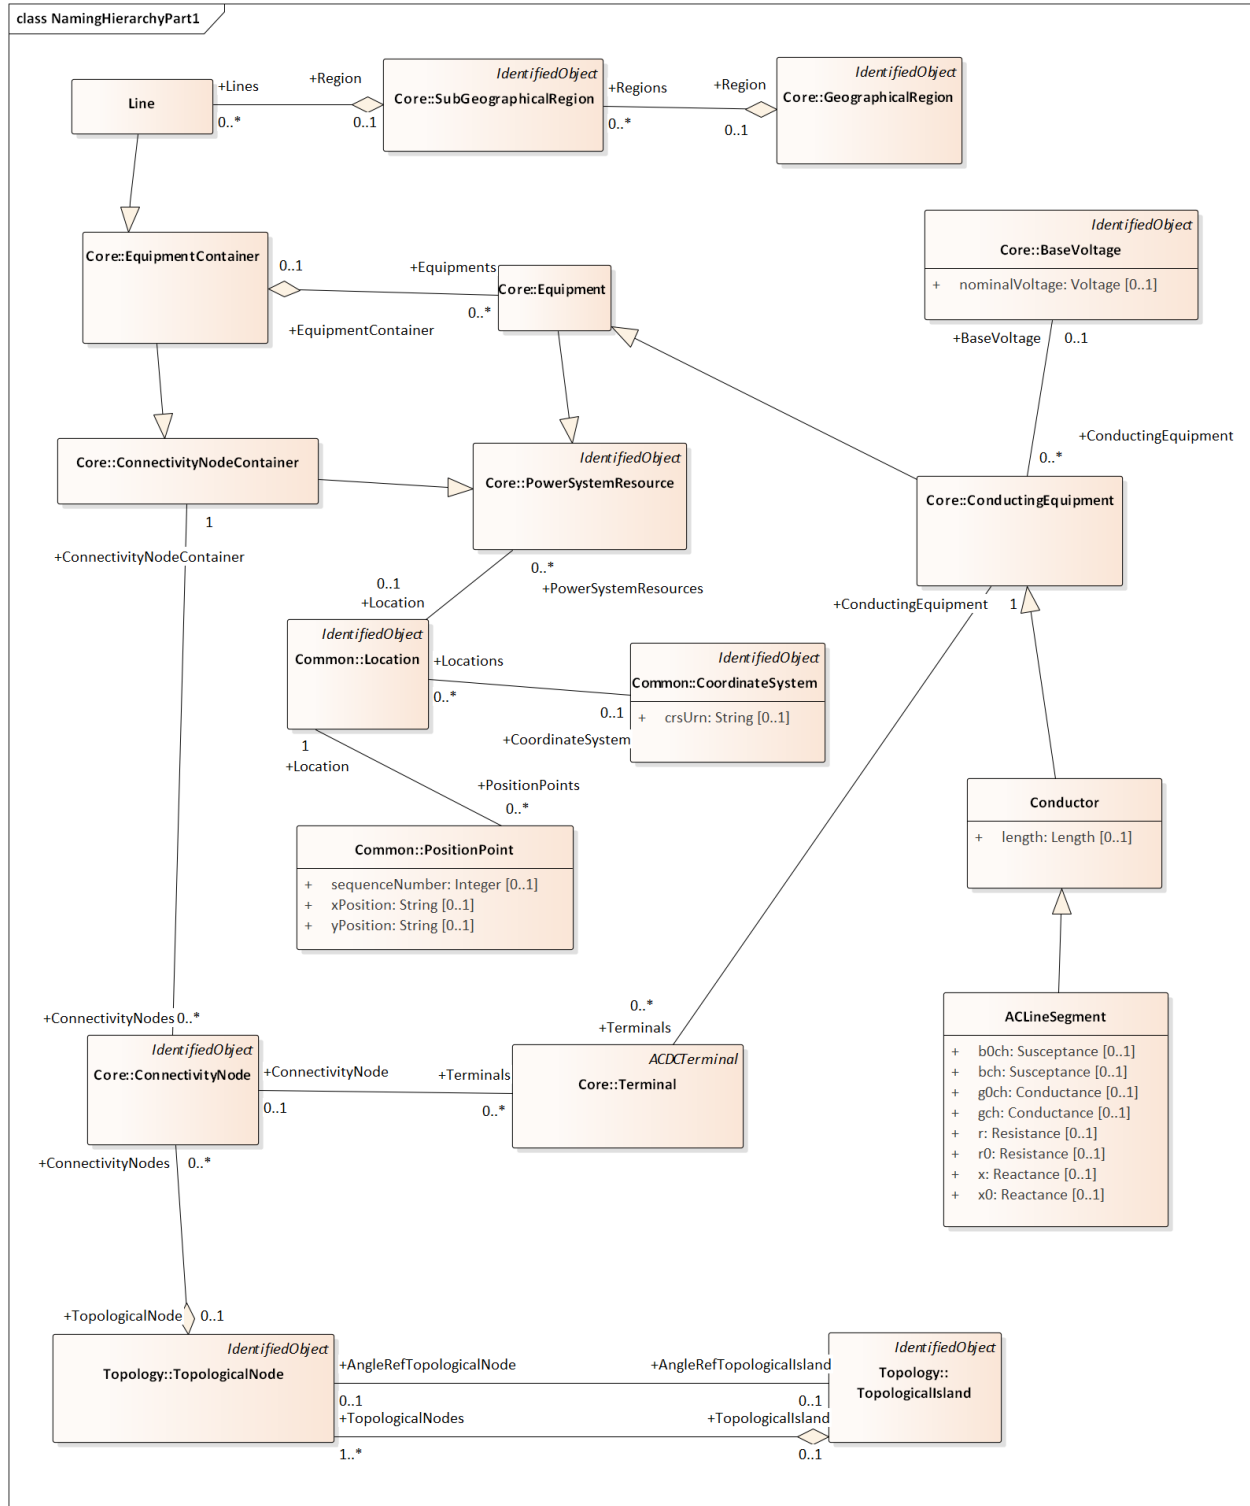 class NamingHierarchyPart1
Line
+Lines
0..*
+Region
0..1
IdentifiedObject
Core::SubGeographicalRegion
+Regions
0..*
+Region
0..1
IdentifiedObject
Core::GeographicalRegion
Core::EquipmentContainer
0..1
+EquipmentContainer
+Equipments
0..*
Core::Equipment
IdentifiedObject
Core::BaseVoltage
+ nominalVoltage: Voltage [0..1]
+BaseVoltage
0..1
+ConductingEquipment
0..*
Core::ConnectivityNodeContainer
1
+ConnectivityNodeContainer
IdentifiedObject
Core::PowerSystemResource
0..*
+PowerSystemResources
0..1
+Location
Core::ConductingEquipment
+ConductingEquipment
1
IdentifiedObject
Common::Location
+Locations
0..*
IdentifiedObject
Common::CoordinateSystem
+ crsUrn: String [0..1]
0..1
+CoordinateSystem
1
+Location
+PositionPoints
0..*
Common::PositionPoint
+ sequenceNumber: Integer [0..1]
+ xPosition: String [0..1]
+ yPosition: String [0..1]
Conductor
+ length: Length [0..1]
ACLineSegment
+ b0ch: Susceptance [0..1]
+ bch: Susceptance [0..1]
+ g0ch: Conductance [0..1]
+ gch: Conductance [0..1]
+ r: Resistance [0..1]
+ r0: Resistance [0..1]
+ x: Reactance [0..1]
+ x0: Reactance [0..1]
+ConnectivityNodes 0..*
IdentifiedObject
Core::ConnectivityNode
+ConnectivityNode
0..1
+Terminals
0..*
0..*
+Terminals
ACDCTerminal
Core::Terminal
+ConnectivityNodes
0..*
+TopologicalNode
0..1
IdentifiedObject
Topology::TopologicalNode
+AngleRefTopologicalNode
0..1
+AngleRefTopologicalIsland
0..1
+TopologicalNodes
1..*
+TopologicalIsland
0..1
IdentifiedObject
Topology::
TopologicalIsland